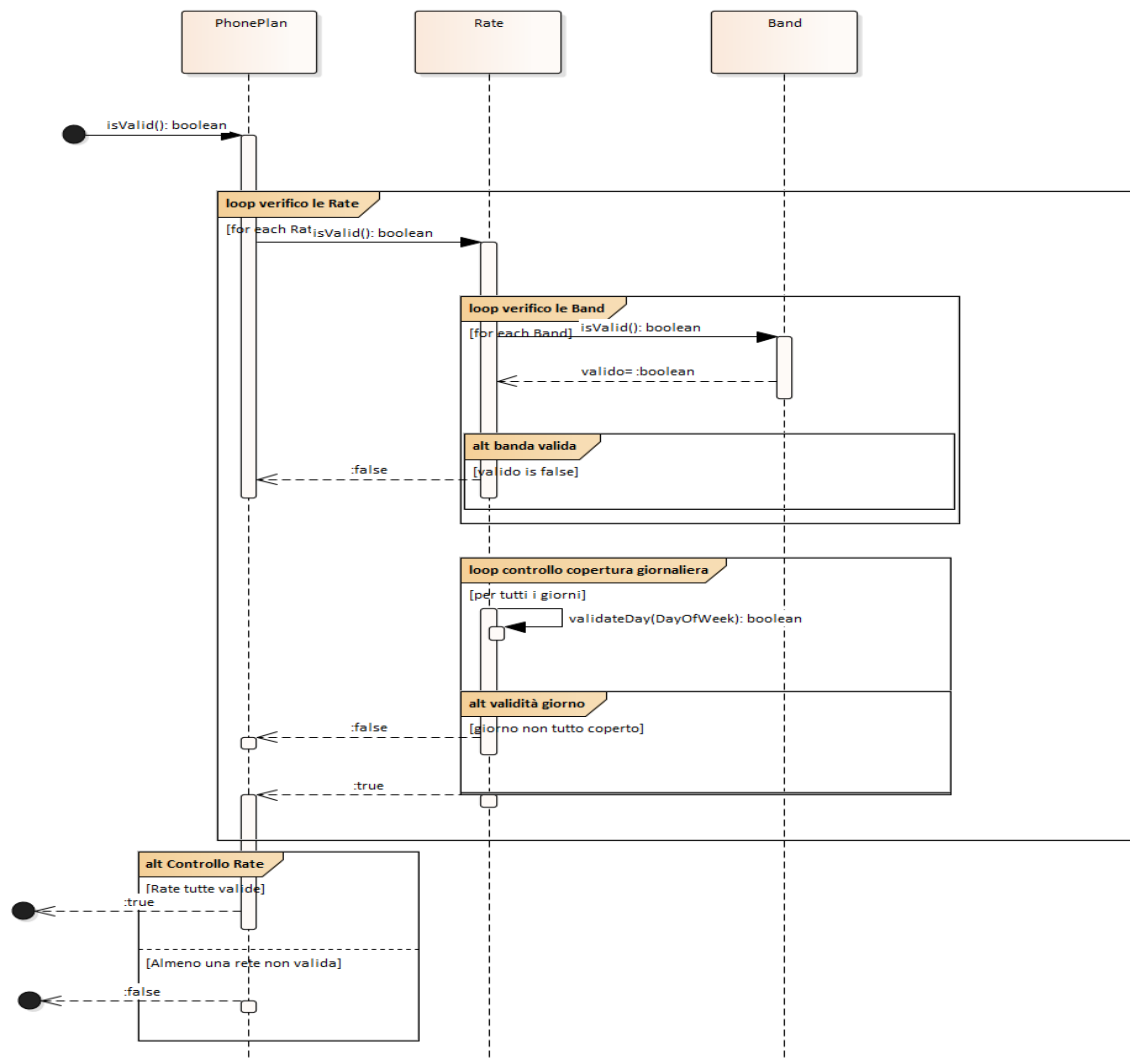 PhonePlan
Rate
Band
isValid(): boolean
loop verifico le Rate
[for each Rat
isValid(): boolean
loop verifico le Band
[for each Band]
isValid(): boolean
valido= :boolean
alt banda valida
[valido is false]
:false
loop controllo copertura giornaliera
[per tutti i giorni]
validateDay(DayOfWeek): boolean
alt validità giorno
[giorno non tutto coperto]
:false
:true
alt Controllo Rate
[Rate tutte valide]
:true
[Almeno una rete non valida]
:false